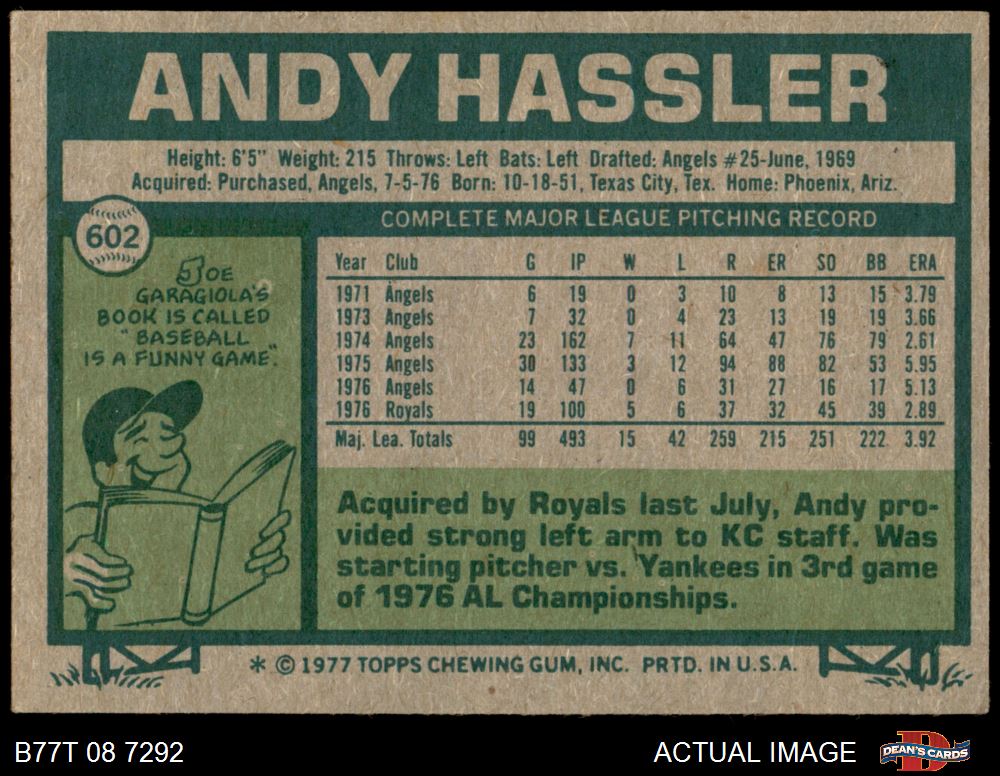 ANDY HASSLER
Height: 6'5" Weight: 215 Throws: Left Bats: Left Drafted: Angels #25-June, 1969
Acquired: Purchased, Angels, 7-5-76 Born: 10-18-51, Texas City, Tex. Home: Phoenix, Ariz.
602
JOE
GARAGIOLA'S
BOOK IS CALLED
"BASEBALL
IS A FUNNY GAME."
COMPLETE MAJOR LEAGUE PITCHING RECORD
Year Club G IP W L R ER SO BB ERA
1971 Angels 6 19 0 3 10 8 13 15 3.79
1973 Angels 7 32 0 4 23 13 19 19 3.66
1974 Angels 23 162 7 11 64 47 76 79 2.61
1975 Angels 30 133 3 12 94 88 82 53 5.95
1976 Angels 14 47 0 6 31 27 16 17 5.13
1976 Royals 19 100 5 6 37 32 45 39 2.89
Maj. Lea. Totals 99 493 15 42 259 215 251 222 3.92
Acquired by Royals last July, Andy pro-
vided strong left arm to KC staff. Was
starting pitcher vs. Yankees in 3rd game
of 1976 AL Championships.
* © 1977 TOPPS CHEWING GUM, INC. PRTD. IN U.S.A.
B77T 08 7292
ACTUAL IMAGE
D
DEAN'S CARDS